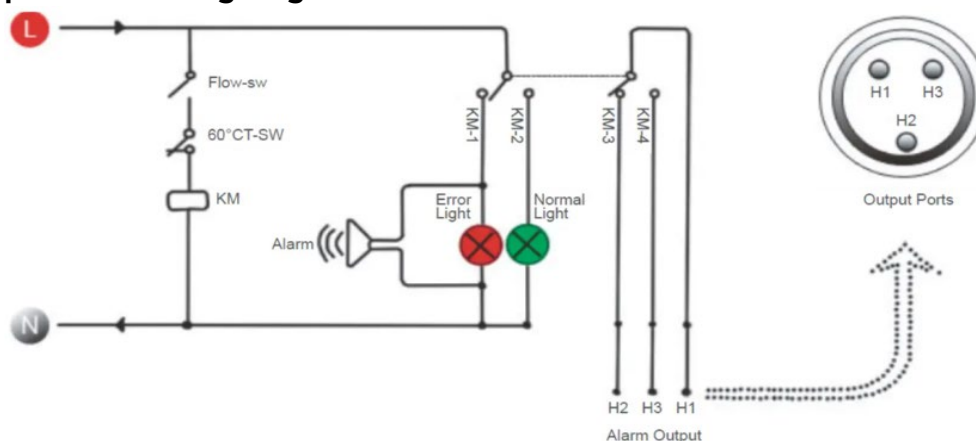 L
Flow-sw
60°CT-SW
KM
N
Alarm
Error
Light
Normal
Light
KM-1
KM-2
KM-3
KM-4
H2 H3 H1
Alarm Output
H1 H3
H2
Output Ports